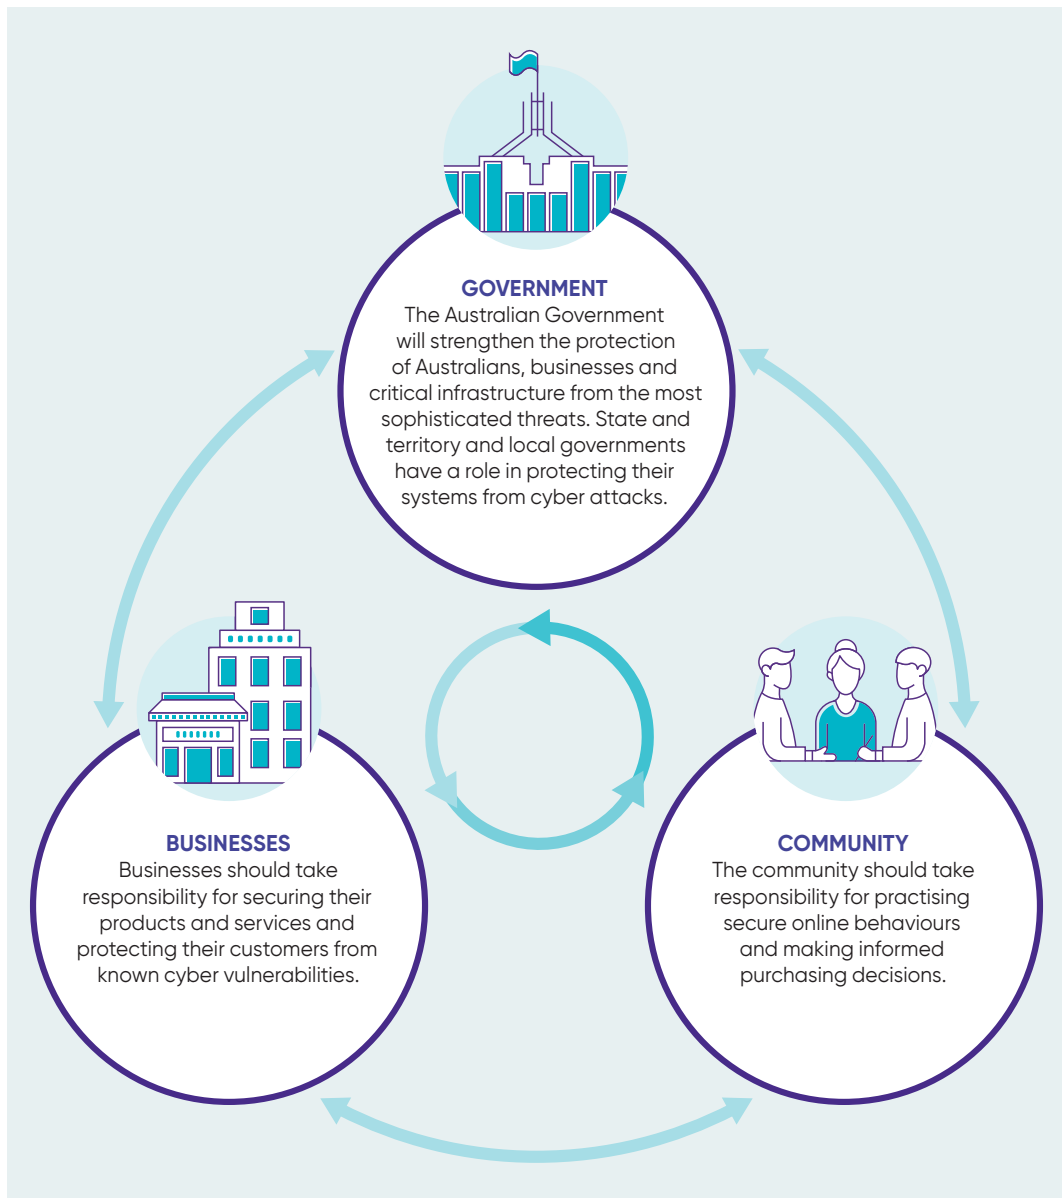 GOVERNMENT
The Australian Government
will strengthen the protection
of Australians, businesses and
critical infrastructure from the most
sophisticated threats. State and
territory and local governments
have a role in protecting their
systems from cyber attacks.
BUSINESSES
Businesses should take
responsibility for securing their
products and services and
protecting their customers from
known cyber vulnerabilities.
COMMUNITY
The community should take
responsibility for practising
secure online behaviours
and making informed
purchasing decisions.